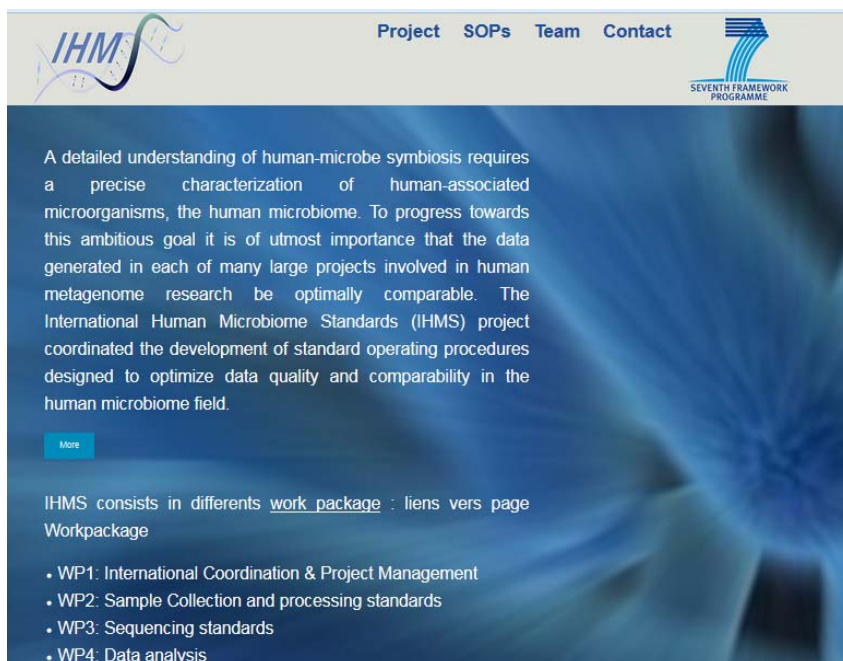 IHMS
Project SOPs Team Contact
SEVENTH FRAMEWORK
PROGRAMME
A detailed understanding of human-microbe symbiosis requires
a precise characterization of human-associated
microorganisms, the human microbiome. To progress towards
this ambitious goal it is of utmost importance that the data
generated in each of many large projects involved in human
metagenome research be optimally comparable. The
International Human Microbiome Standards (IHMS) project
coordinated the development of standard operating procedures
designed to optimize data quality and comparability in the
human microbiome field.
More
IHMS consists in differents work package : liens vers page
Workpackage
• WP1: International Coordination & Project Management
• WP2: Sample Collection and processing standards
• WP3: Sequencing standards
• WP4: Data analysis